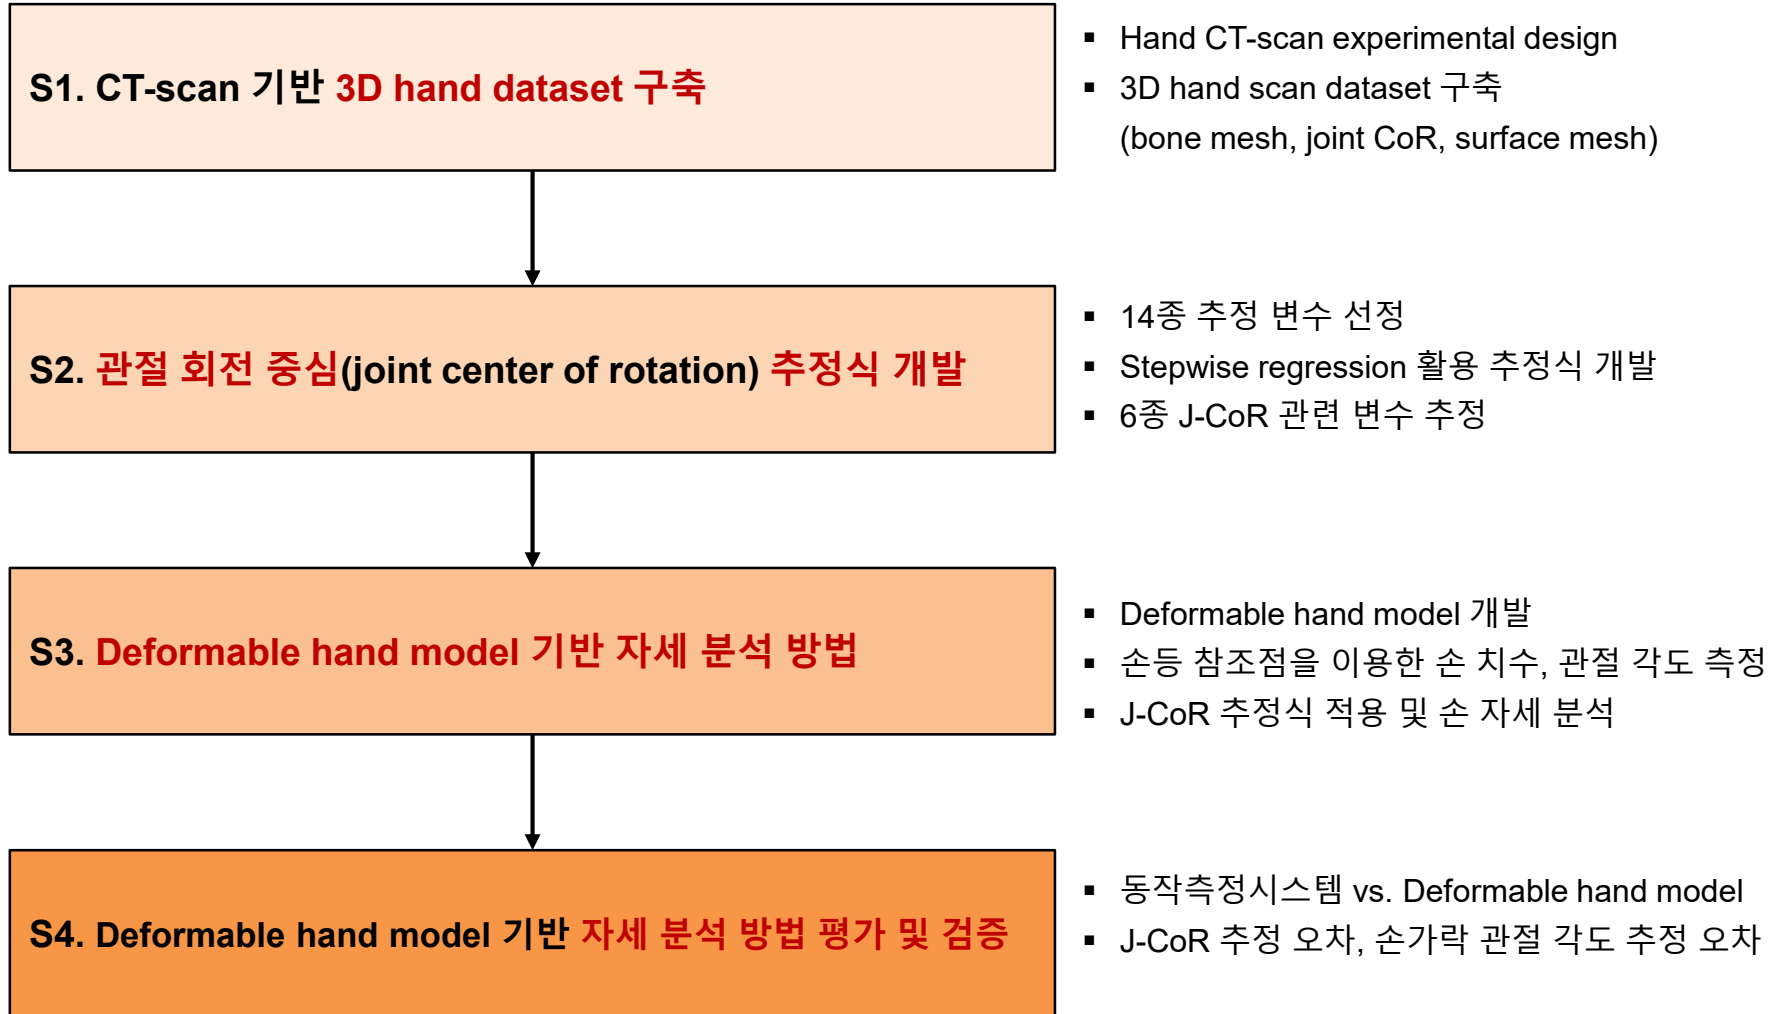 S1. CT-scan 기반 3D hand dataset 구축
▪ Hand CT-scan experimental design
▪ 3D hand scan dataset 구축
(bone mesh, joint CoR, surface mesh)
S2. 관절 회전 중심(joint center of rotation) 추정식 개발
▪ 14종 추정 변수 선정
▪ Stepwise regression 활용 추정식 개발
▪ 6종 J-CoR 관련 변수 추정
S3. Deformable hand model 기반 자세 분석 방법
▪ Deformable hand model 개발
▪ 손등 참조점을 이용한 손 치수, 관절 각도 측정
▪ J-CoR 추정식 적용 및 손 자세 분석
S4. Deformable hand model 기반 자세 분석 방법 평가 및 검증
▪ 동작측정시스템 vs. Deformable hand model
▪ J-CoR 추정 오차, 손가락 관절 각도 추정 오차